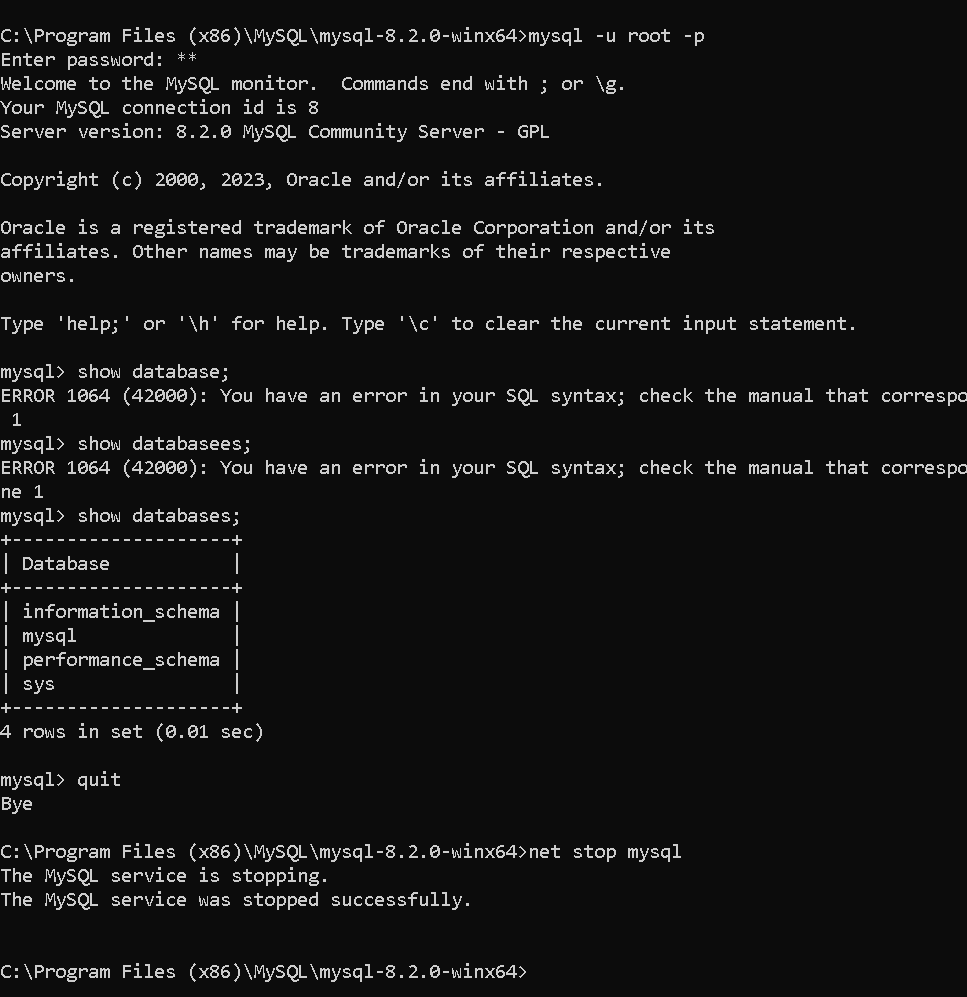 C:\Program Files (x86)\MySQL\mysql-8.2.0-winx64>mysql -u root -p
Enter password: **
Welcome to the MySQL monitor.  Commands end with ; or \g.
Your MySQL connection id is 8
Server version: 8.2.0 MySQL Community Server - GPL

Copyright (c) 2000, 2023, Oracle and/or its affiliates.

Oracle is a registered trademark of Oracle Corporation and/or its
affiliates. Other names may be trademarks of their respective
owners.

Type 'help;' or '\h' for help. Type '\c' to clear the current input statement.

mysql> show database;
ERROR 1064 (42000): You have an error in your SQL syntax; check the manual that correspo
 1
mysql> show databasees;
ERROR 1064 (42000): You have an error in your SQL syntax; check the manual that correspo
ne 1
mysql> show databases;
+--------------------+
| Database           |
+--------------------+
| information_schema |
| mysql              |
| performance_schema |
| sys                |
+--------------------+
4 rows in set (0.01 sec)

mysql> quit
Bye

C:\Program Files (x86)\MySQL\mysql-8.2.0-winx64>net stop mysql
The MySQL service is stopping.
The MySQL service was stopped successfully.


C:\Program Files (x86)\MySQL\mysql-8.2.0-winx64>